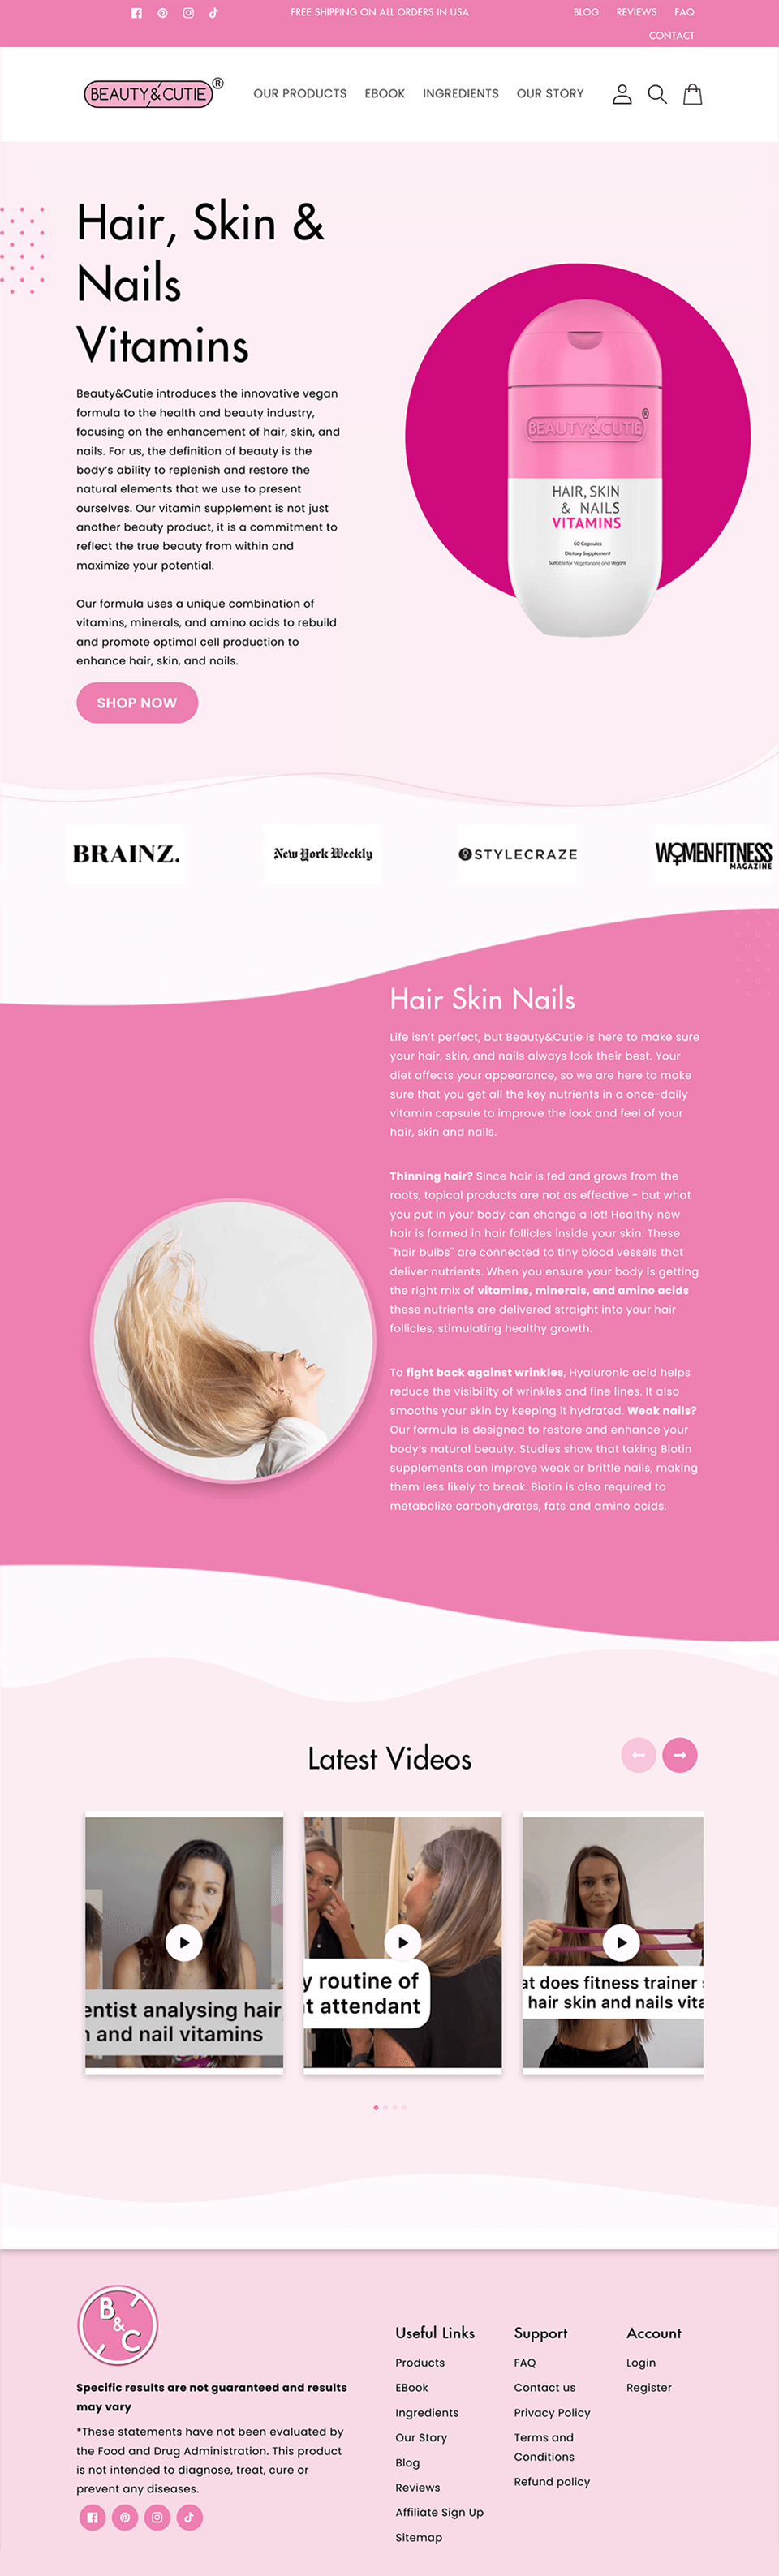 FREE SHIPPING ON ALL ORDERS IN USA
BLOG REVIEWS FAQ
CONTACT
BEAUTY&CUTIE®
OUR PRODUCTS EBOOK INGREDIENTS OUR STORY
Hair, Skin &
Nails
Vitamins
Beauty&Cutie introduces the innovative vegan
formula to the health and beauty industry,
focusing on the enhancement of hair, skin, and
nails. For us, the definition of beauty is the
body's ability to replenish and restore the
natural elements that we use to present
ourselves. Our vitamin supplement is not just
another beauty product, it is a commitment to
reflect the true beauty from within and
maximize your potential.
Our formula uses a unique combination of
vitamins, minerals, and amino acids to rebuild
and promote optimal cell production to
enhance hair, skin, and nails.
SHOP NOW
BEAUTY&CUTIE®
HAIR, SKIN
& NAILS
VITAMINS
60 Capsules
Dietary Supplement
Suitable for Vegetarians and Vegans
BRAINZ.
New York Weekly
STYLECRAZE
WOMENFITNESS
MAGAZINE
Hair Skin Nails
Life isn't perfect, but Beauty&Cutie is here to make sure
your hair, skin, and nails always look their best. Your
diet affects your appearance, so we are here to make
sure that you get all the key nutrients in a once-daily
vitamin capsule to improve the look and feel of your
hair, skin and nails.
Thinning hair? Since hair is fed and grows from the
roots, topical products are not as effective - but what
you put in your body can change a lot! Healthy new
hair is formed in hair follicles inside your skin. These
"hair bulbs" are connected to tiny blood vessels that
deliver nutrients. When you ensure your body is getting
the right mix of vitamins, minerals, and amino acids
these nutrients are delivered straight into your hair
follicles, stimulating healthy growth.
To fight back against wrinkles, Hyaluronic acid helps
reduce the visibility of wrinkles and fine lines. It also
smooths your skin by keeping it hydrated. Weak nails?
Our formula is designed to restore and enhance your
body's natural beauty. Studies show that taking Biotin
supplements can improve weak or brittle nails, making
them less likely to break. Biotin is also required to
metabolize carbohydrates, fats and amino acids.
Latest Videos
entist analysing hair
n and nail vitamins
y routine of
t attendant
at does fitness trainer
hair skin and nails vita
B
&
C
Specific results are not guaranteed and results
may vary
*These statements have not been evaluated by
the Food and Drug Administration. This product
is not intended to diagnose, treat, cure or
prevent any diseases.
Useful Links
Products
EBook
Ingredients
Our Story
Blog
Reviews
Affiliate Sign Up
Sitemap
Support
FAQ
Contact us
Privacy Policy
Terms and
Conditions
Refund policy
Account
Login
Register